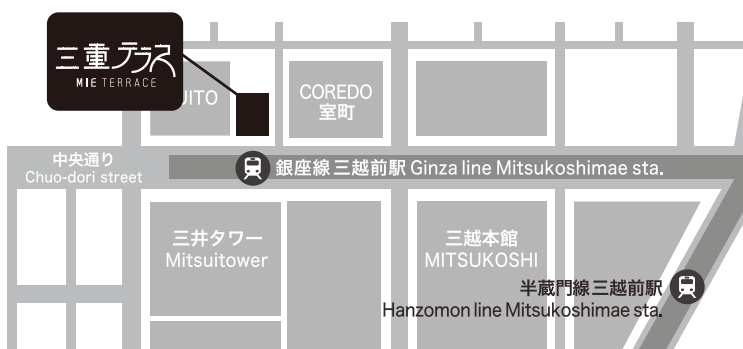 三重テラス
MIE TERRACE
UITO
COREDO
室町
中央通り
Chuo-dori street
銀座線 三越前駅 Ginza line Mitsukoshimae sta.
三井タワー
Mitsuitower
三越本館
MITSUKOSHI
半蔵門線 三越前駅
Hanzomon line Mitsukoshimae sta.